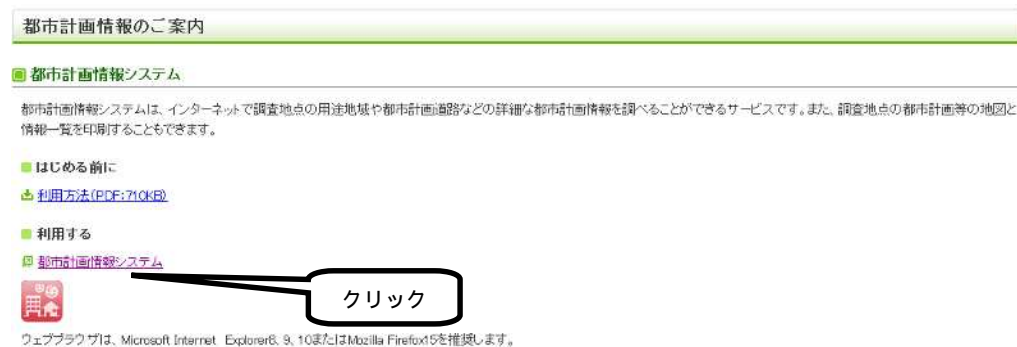 都市計画情報のご案内
都市計画情報システム
都市計画情報システムは、インターネットで調査地点の用途地域や都市計画道路などの詳細な都市計画情報を調べることができるサービスです。また、調査地点の都市計画等の地図と
情報一覧を印刷することもできます。
はじめる前に
利用方法(PDF:710KB)
利用する
都市計画情報システム
クリック
ウェブブラウザは、Microsoft Internet Explorer8、9、10またはMozilla Firefox15を推奨します。